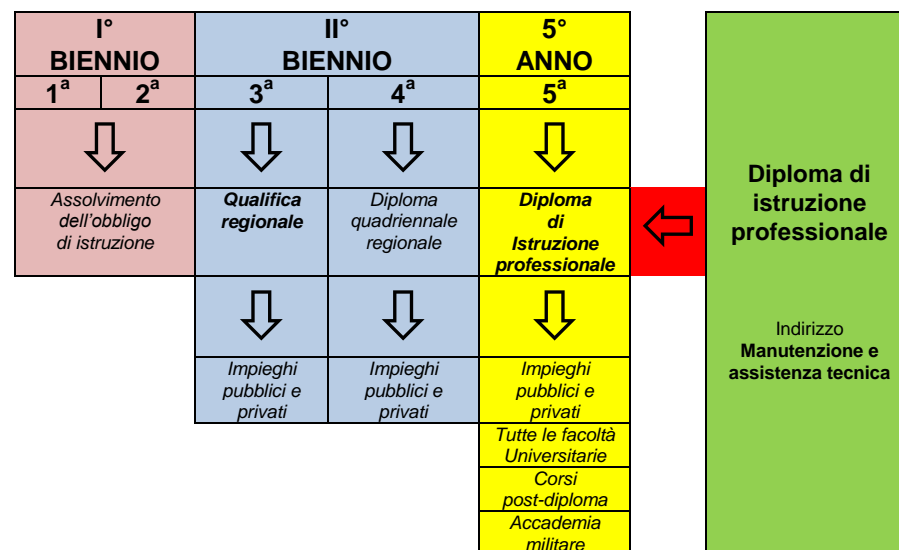 I°
BIENNIO
II°
BIENNIO
5°
ANNO
1ª
2ª
3ª
4ª
5ª
Assolvimento
dell'obbligo
di istruzione
Qualifica
regionale
Diploma
quadriennale
regionale
Diploma
di
Istruzione
professionale
Impieghi
pubblici e
privati
Impieghi
pubblici e
privati
Impieghi
pubblici e
privati
Tutte le facoltà
Universitarie
Corsi
post-diploma
Accademia
militare
Diploma di
istruzione
professionale
Indirizzo
Manutenzione e
assistenza tecnica